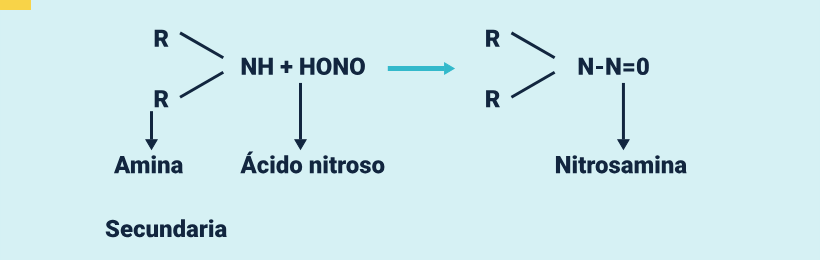 R R
NH + HONO N-N=0
R R
Amina Ácido nitroso Nitrosamina
Secundaria